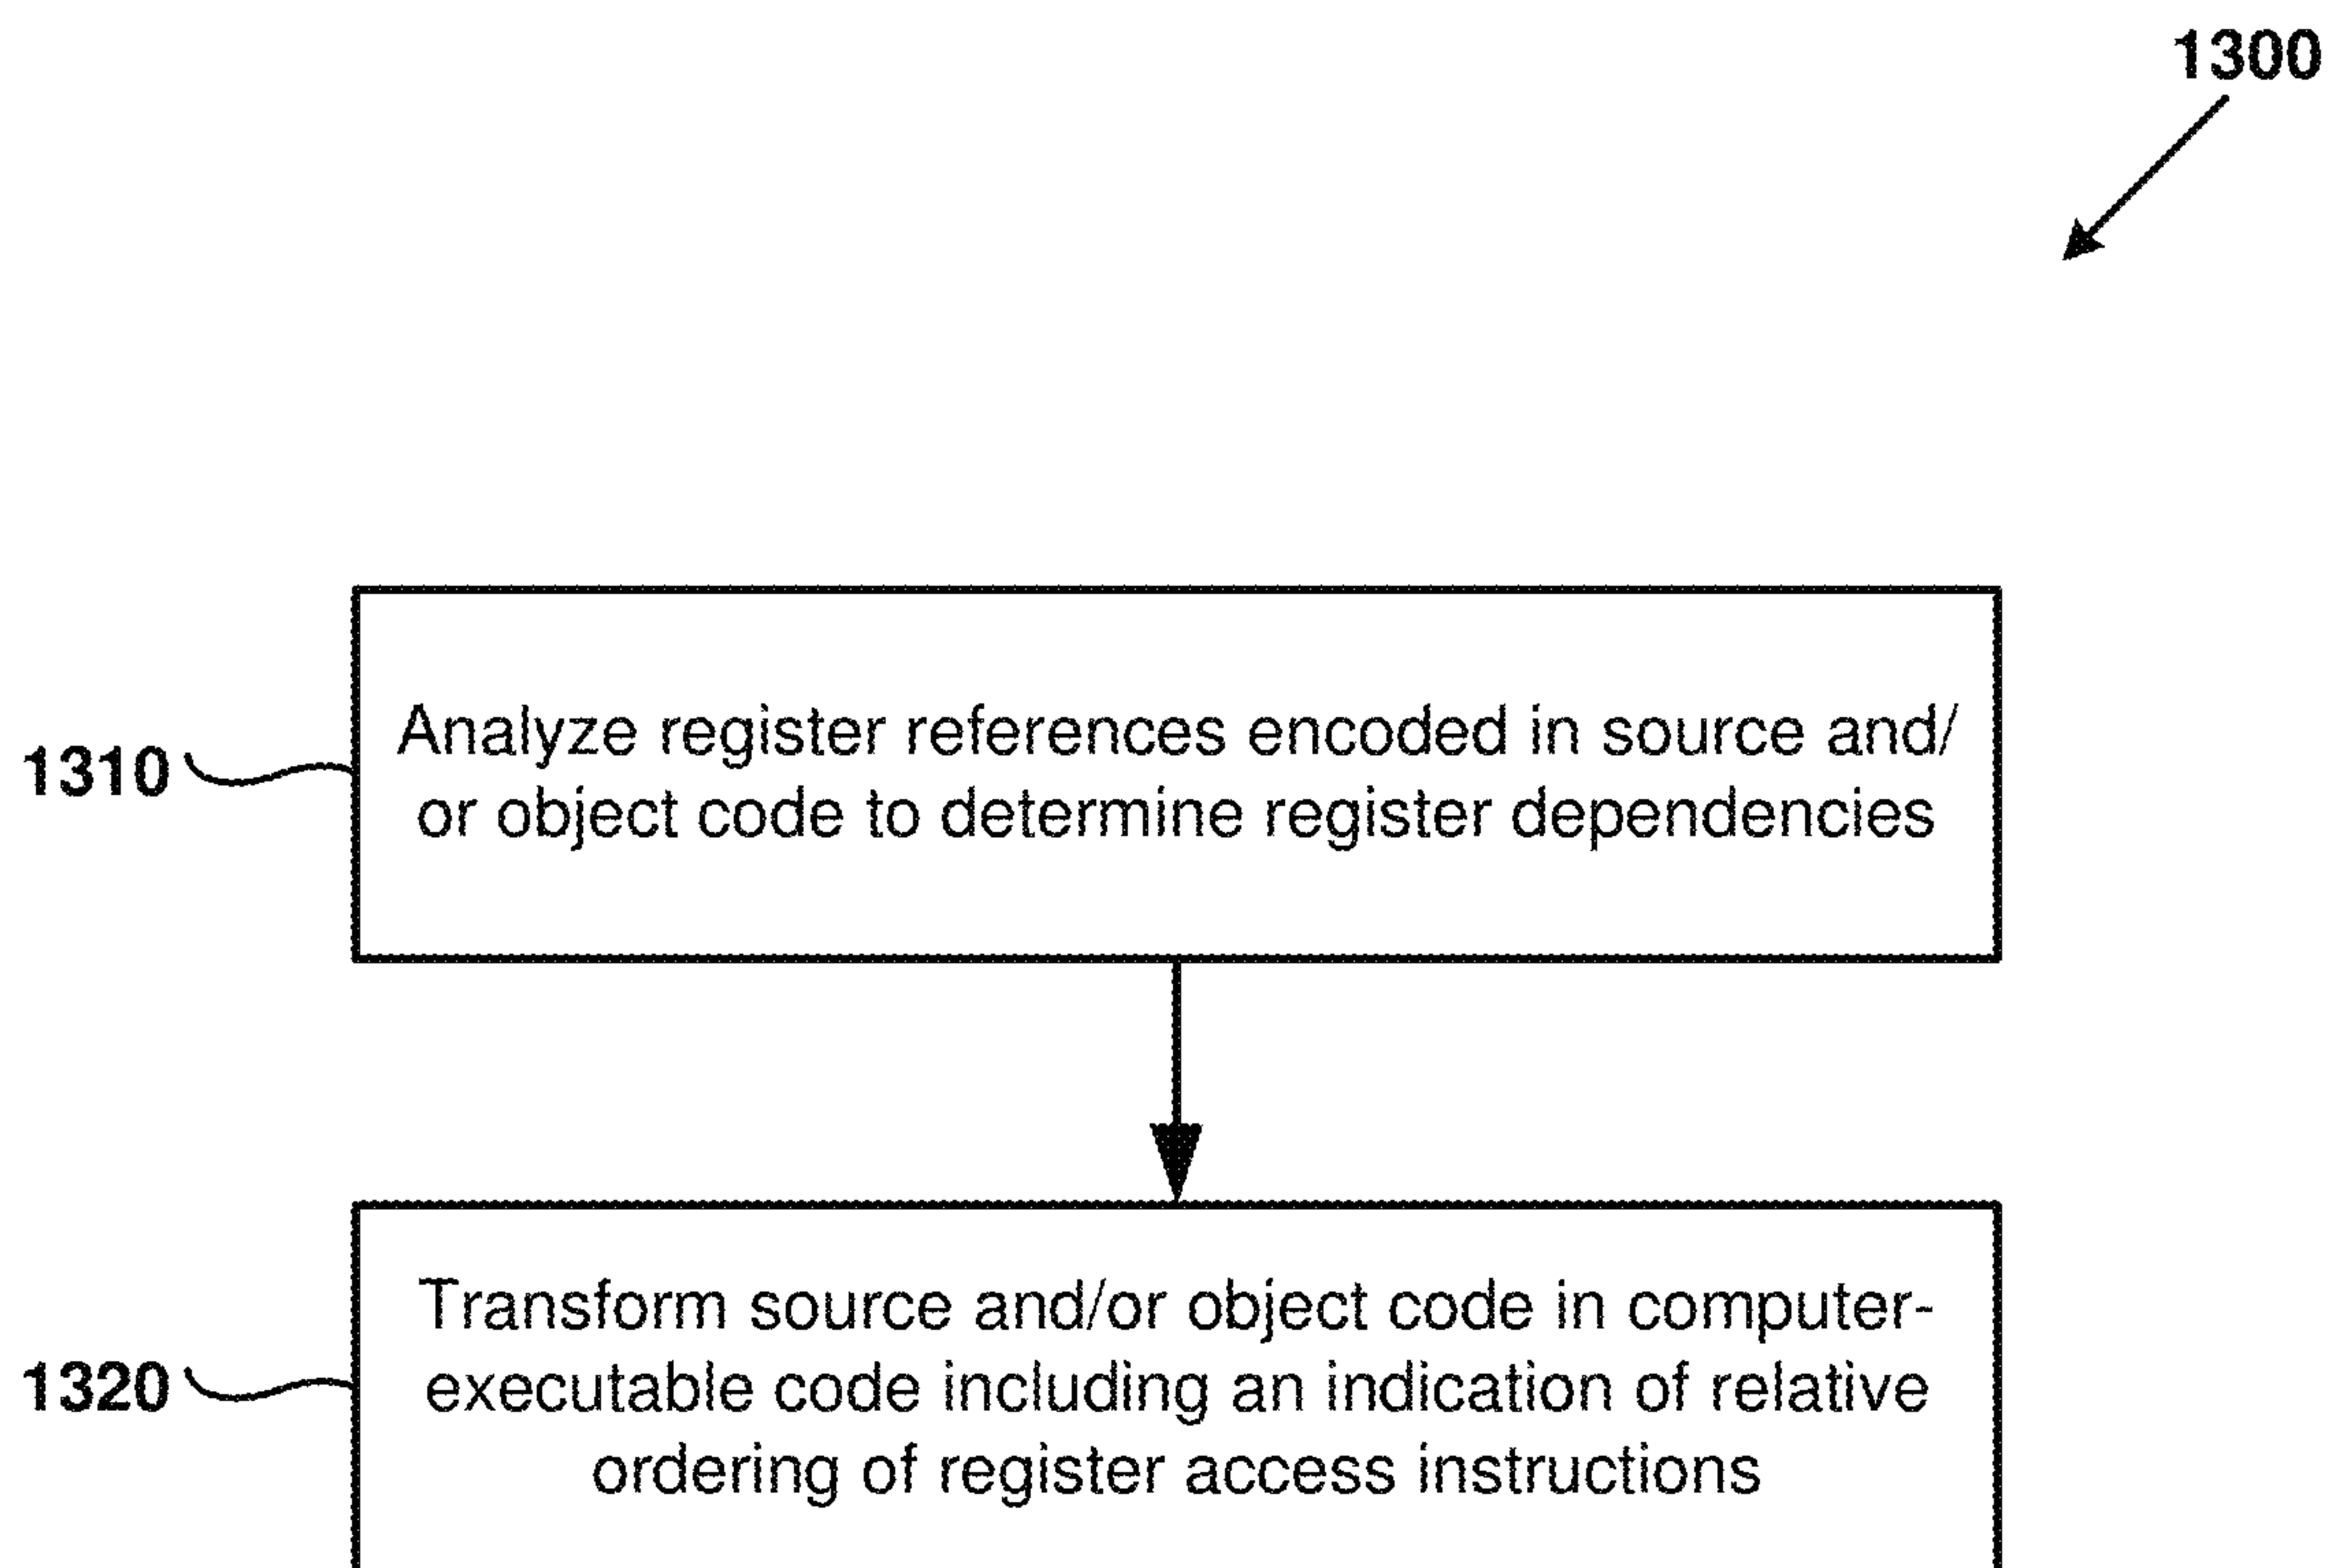 1300
1310
Analyze register references encoded in source and/
or object code to determine register dependencies
1320
Transform source and/or object code in computer-
executable code including an indication of relative
ordering of register access instructions